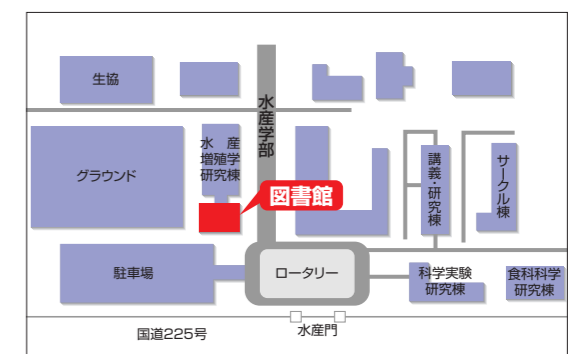 生協
水産学部
水 産
増殖学
研究棟
グラウンド
図書館
講義・研究棟
サークル棟
駐車場
ロータリー
科学実験
研究棟
食科科学
研究棟
国道225号
水産門